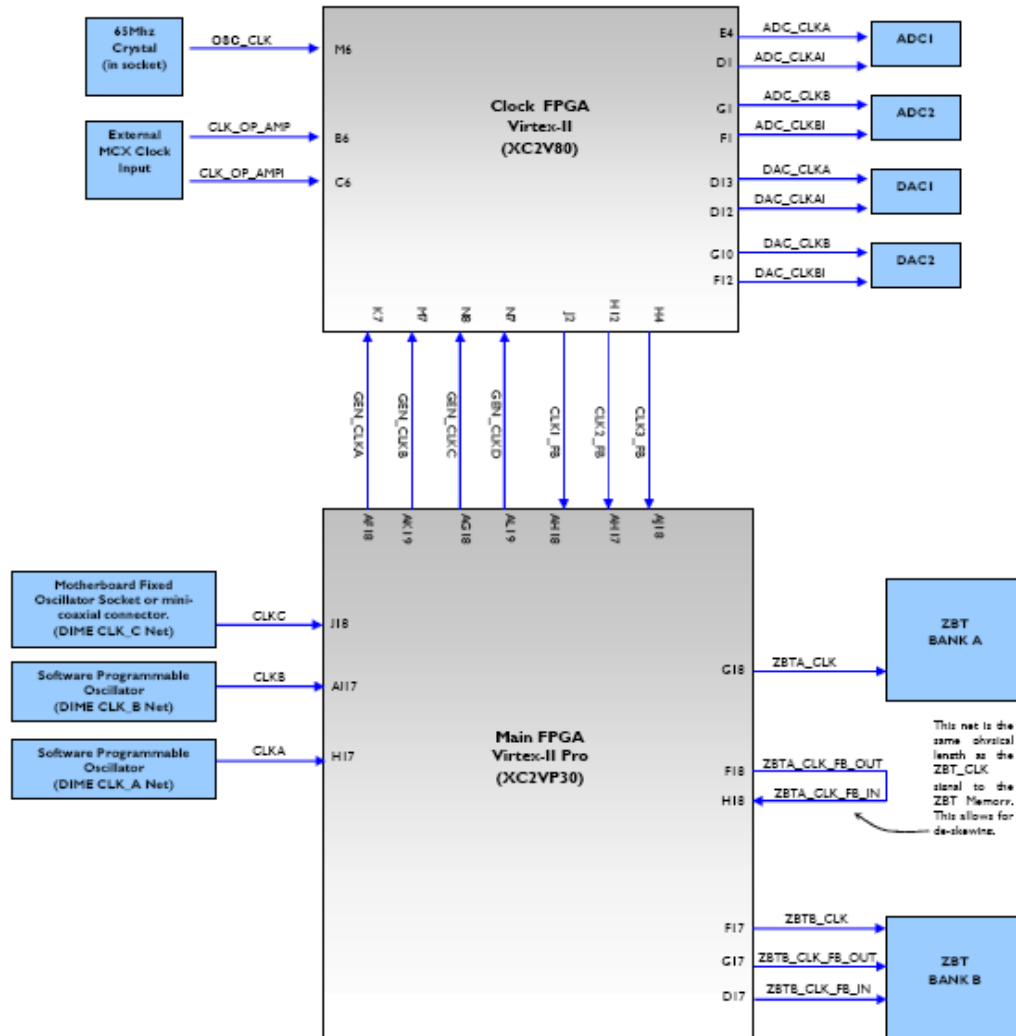 65Mhz
Crystal
(in socket)
OSC_CLK
M6
External
MCX Clock
Input
CLK_OP_AMP
B6
CLK_OP_AMPI
C6
Clock FPGA
Virtex-II
(XC2V80)
E4
ADC_CLKA
D1
ADC_CLKAI
ADC1
G1
ADC_CLKB
F1
ADC_CLKBI
ADC2
D13
DAC_CLKA
D12
DAC_CLKAI
DAC1
G10
DAC_CLKB
F12
DAC_CLKBI
DAC2
K7
M7
N8
N7
J2
H12
H4
GEN_CLKA
GEN_CLKB
GEN_CLKC
GEN_CLKD
CLK1_FB
CLK2_FB
CLK3_FB
AF18
AK19
AG18
AL19
AH18
AH17
AJ18
Motherboard Fixed
Oscillator Socket or mini-
coaxial connector.
(DIME CLK_C Net)
CLKC
J18
Software Programmable
Oscillator
(DIME CLK_B Net)
CLKB
AJ17
Software Programmable
Oscillator
(DIME CLK_A Net)
CLKA
H17
Main FPGA
Virtex-II Pro
(XC2VP30)
G18
ZBTA_CLK
ZBT
BANK A
F18
ZBTA_CLK_FB_OUT
H18
ZBTA_CLK_FB_IN
This net is the
same physical
length as the
ZBT_CLK
signal to the
ZBT Memory.
This allows for
de-skewing.
F17
ZBTB_CLK
G17
ZBTB_CLK_FB_OUT
D17
ZBTB_CLK_FB_IN
ZBT
BANK B